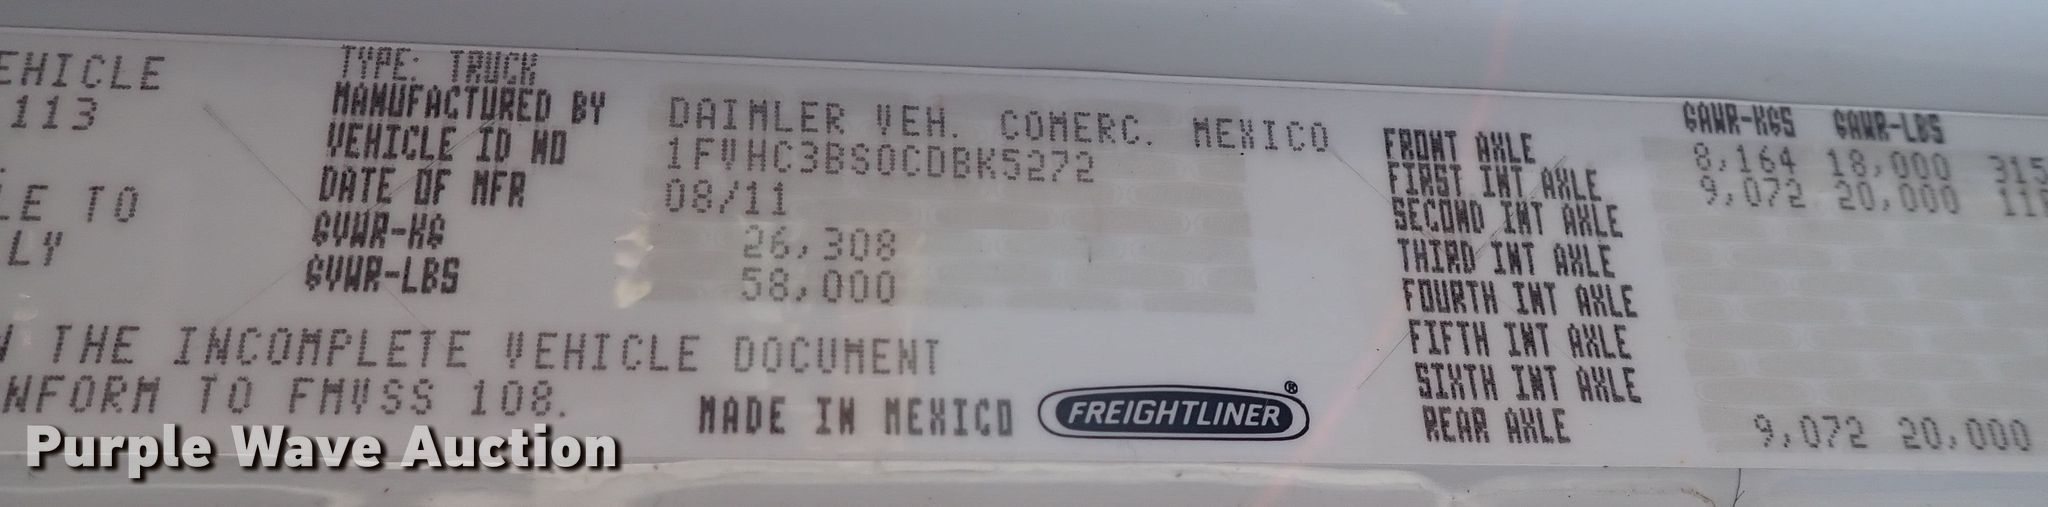 EHICLE
113
LE TO
LY
N THE INCOMPLETE VEHICLE DOCUMENT
NFORM TO FMVSS 108.
TYPE: TRUCK
MANUFACTURED BY DAIMLER VEH. COMERC. MEXICO
VEHICLE ID NO 1FVHC3BS0CDBK5272
DATE OF MFR 08/11
GVWR-KG 26,308
GVWR-LBS 58,000
MADE IN MEXICO FREIGHTLINER®
GAWR-KGS GAWR-LBS
FRONT AXLE 8,164 18,000 315
FIRST INT AXLE 9,072 20,000 11R
SECOND INT AXLE
THIRD INT AXLE
FOURTH INT AXLE
FIFTH INT AXLE
SIXTH INT AXLE
REAR AXLE 9,072 20,000
Purple Wave Auction